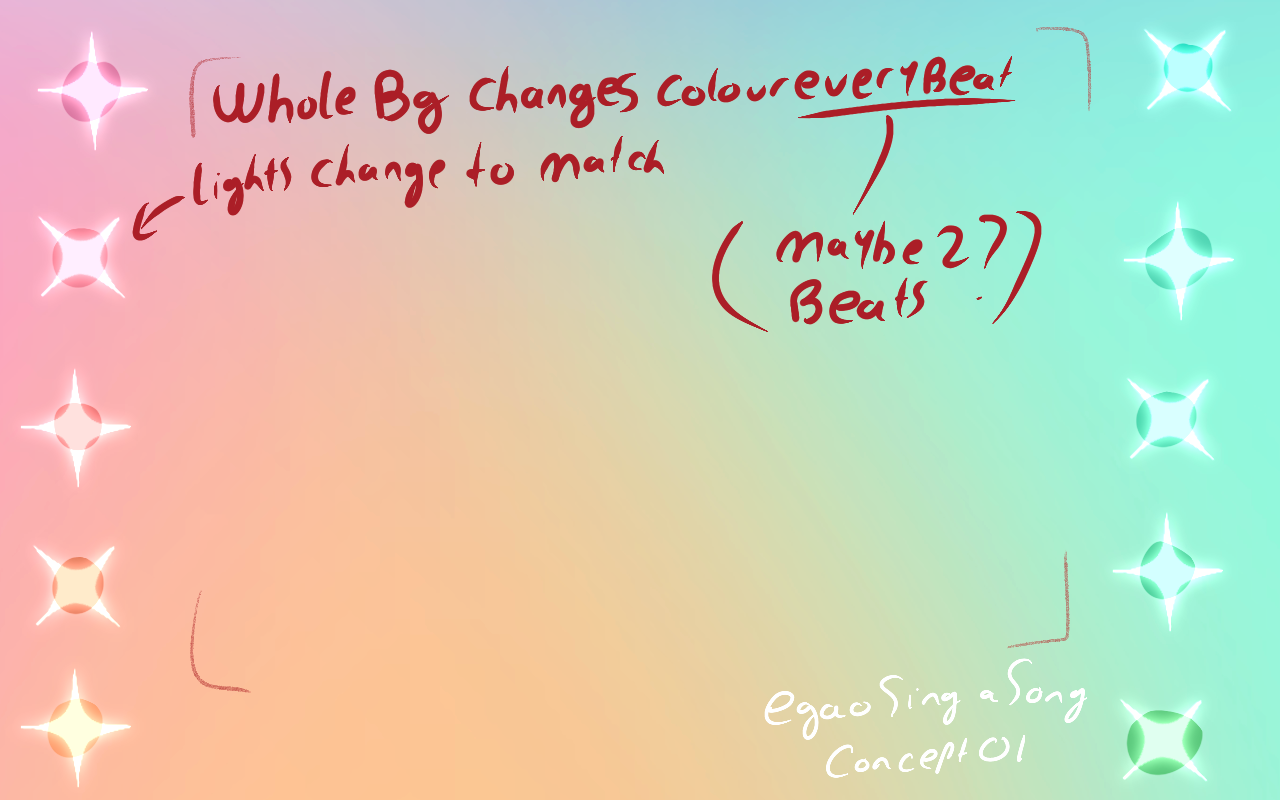 Whole Bg Changes Colour every Beat
lights change to match
(maybe 2?)
Beats
egao Sing a Song
Concept 01